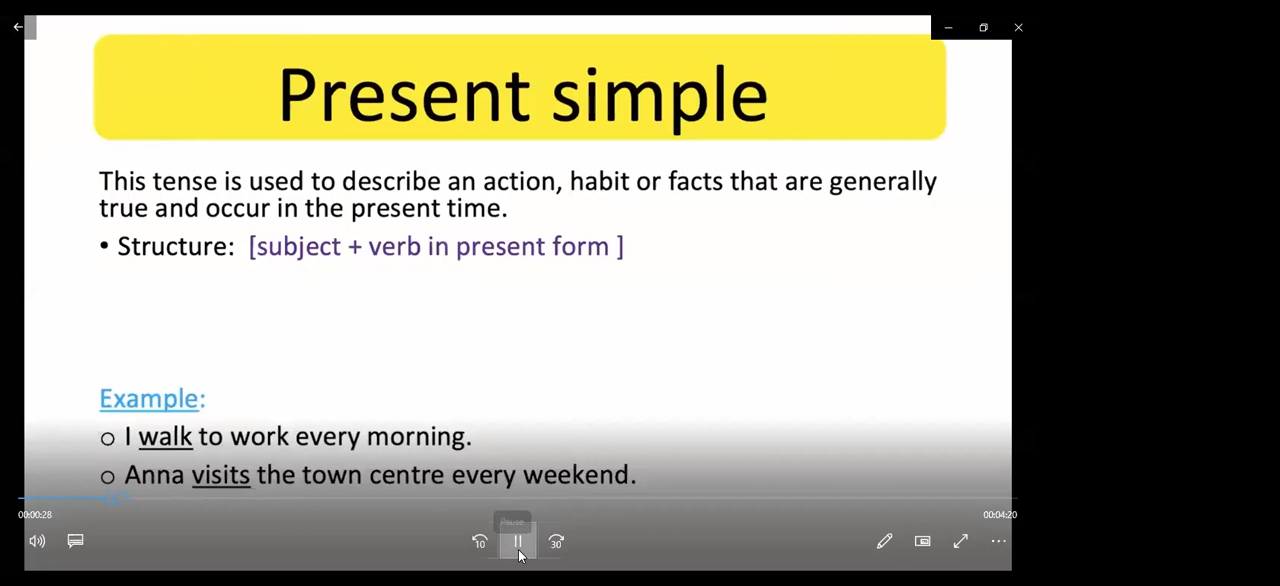 Present simple
This tense is used to describe an action, habit or facts that are generally
true and occur in the present time.
• Structure: [subject + verb in present form ]
Example:
○ I walk to work every morning.
○ Anna visits the town centre every weekend.
00:00:28
Pause
00:04:20
10
30